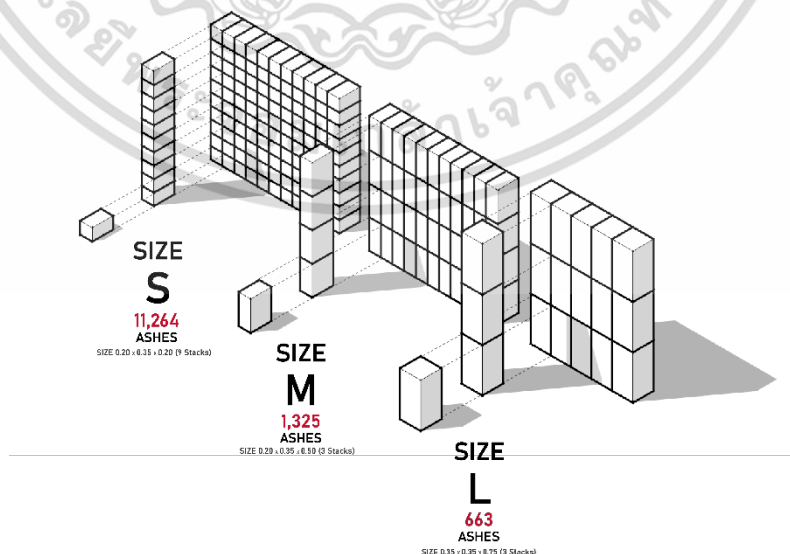 SIZE
S
11,264
ASHES
SIZE 0.20 x 0.35 x 0.20 (9 Stacks)
SIZE
M
1,325
ASHES
SIZE 0.20 x 0.35 x 0.50 (3 Stacks)
SIZE
L
663
ASHES
SIZE 0.35 x 0.35 x 0.75 (3 Stacks)